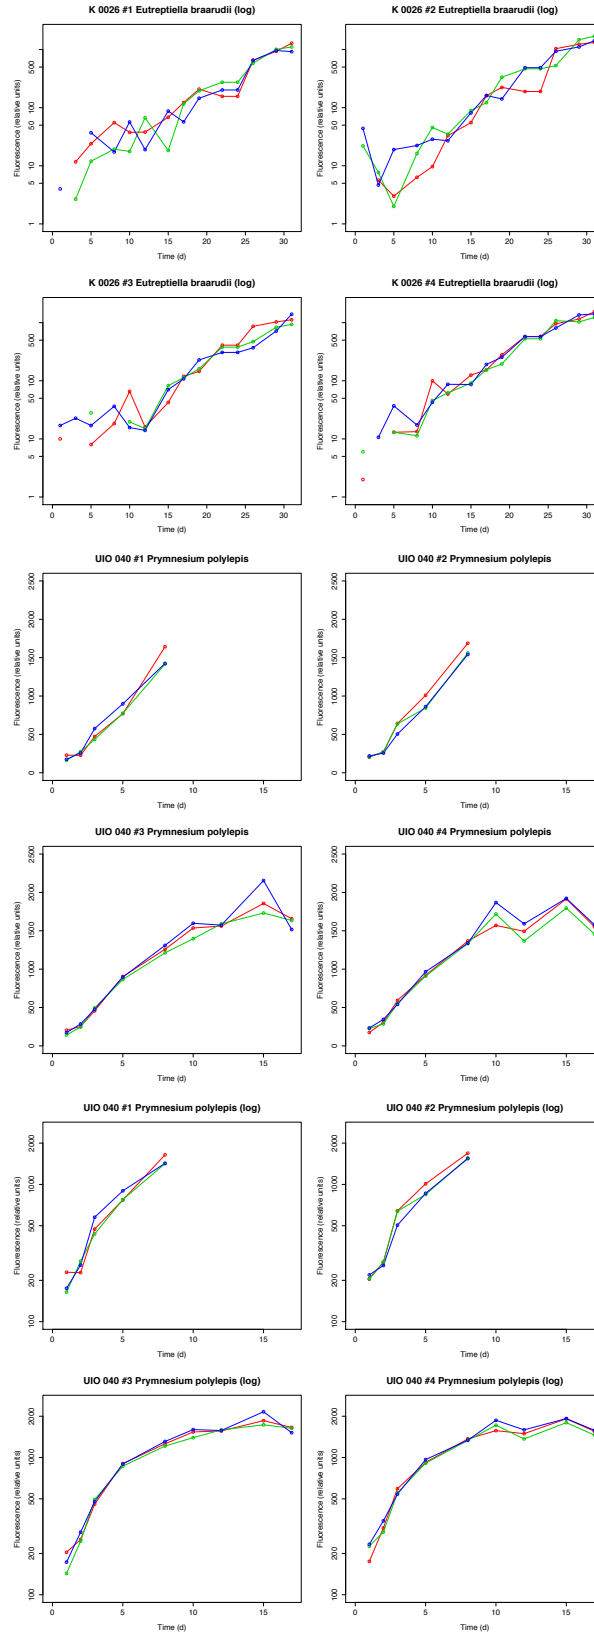 K 0026 #1 Eutreptiella braarudii (log)
K 0026 #2 Eutreptiella braarudii (log)
Fluorescence (relative units)
1 5 10 50 100 500
0 5 10 15 20 25 30
Time (d)
Fluorescence (relative units)
1 5 10 50 100 500
0 5 10 15 20 25 30
Time (d)
K 0026 #3 Eutreptiella braarudii (log)
K 0026 #4 Eutreptiella braarudii (log)
Fluorescence (relative units)
1 5 10 50 100 500
0 5 10 15 20 25 30
Time (d)
Fluorescence (relative units)
1 5 10 50 100 500
0 5 10 15 20 25 30
Time (d)
UIO 040 #1 Prymnesium polylepis
UIO 040 #2 Prymnesium polylepis
Fluorescence (relative units)
0 500 1000 1500 2000 2500
0 5 10 15
Time (d)
Fluorescence (relative units)
0 500 1000 1500 2000 2500
0 5 10 15
Time (d)
UIO 040 #3 Prymnesium polylepis
UIO 040 #4 Prymnesium polylepis
Fluorescence (relative units)
0 500 1000 1500 2000 2500
0 5 10 15
Time (d)
Fluorescence (relative units)
0 500 1000 1500 2000 2500
0 5 10 15
Time (d)
UIO 040 #1 Prymnesium polylepis (log)
UIO 040 #2 Prymnesium polylepis (log)
Fluorescence (relative units)
100 200 500 1000 2000
0 5 10 15
Time (d)
Fluorescence (relative units)
100 200 500 1000 2000
0 5 10 15
Time (d)
UIO 040 #3 Prymnesium polylepis (log)
UIO 040 #4 Prymnesium polylepis (log)
Fluorescence (relative units)
100 200 500 1000 2000
0 5 10 15
Time (d)
Fluorescence (relative units)
100 200 500 1000 2000
0 5 10 15
Time (d)